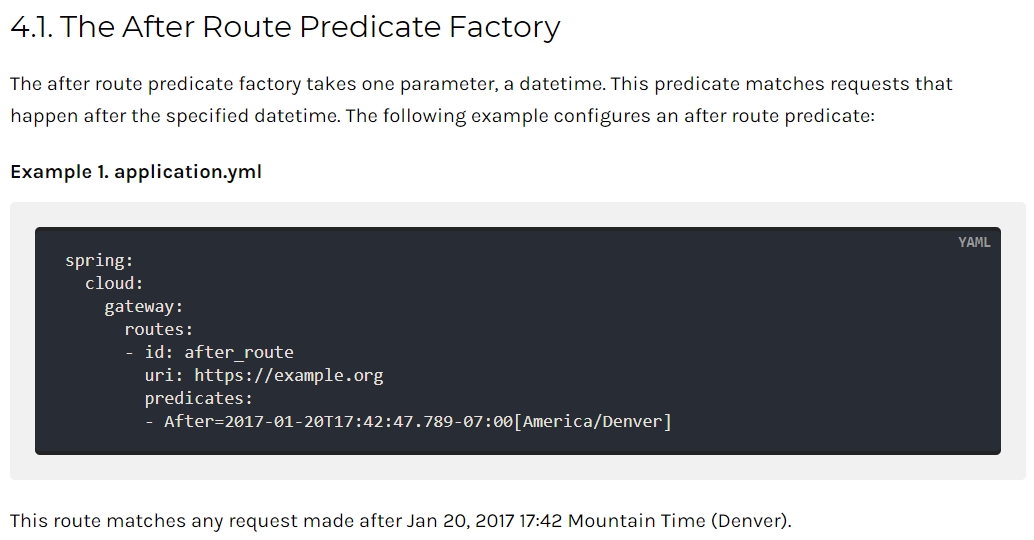 4.1. The After Route Predicate Factory
The after route predicate factory takes one parameter, a datetime. This predicate matches requests that
happen after the specified datetime. The following example configures an after route predicate:
Example 1. application.yml
YAML
spring:
  cloud:
    gateway:
      routes:
      - id: after_route
        uri: https://example.org
        predicates:
        - After=2017-01-20T17:42:47.789-07:00[America/Denver]
This route matches any request made after Jan 20, 2017 17:42 Mountain Time (Denver).